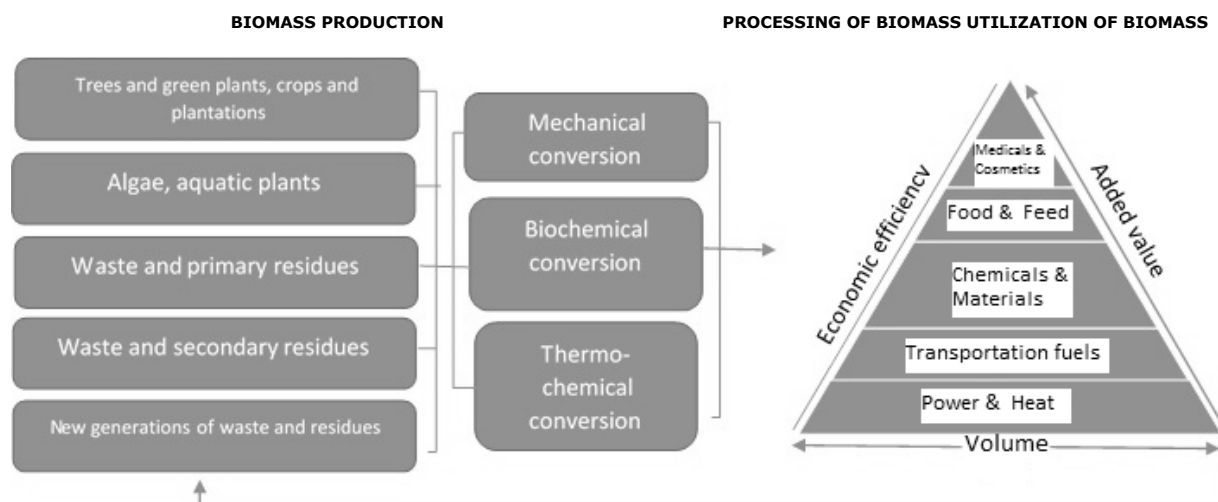 BIOMASS PRODUCTION
PROCESSING OF BIOMASS UTILIZATION OF BIOMASS
Trees and green plants, crops and
plantations
Algae, aquatic plants
Waste and primary residues
Waste and secondary residues
New generations of waste and residues
Mechanical
conversion
Biochemical
conversion
Thermo-
chemical
conversion
Economic efficiency
Added value
Medicals &
Cosmetics
Food & Feed
Chemicals &
Materials
Transportation fuels
Power & Heat
Volume